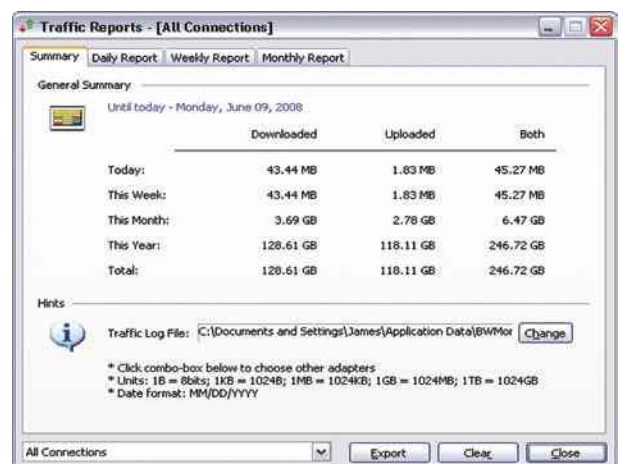 Traffic Reports - [All Connections]
Summary Daily Report Weekly Report Monthly Report
General Summary
Until today - Monday, June 09, 2008
Downloaded Uploaded Both
Today: 43.44 MB 1.83 MB 45.27 MB
This Week: 43.44 MB 1.83 MB 45.27 MB
This Month: 3.69 GB 2.78 GB 6.47 GB
This Year: 128.61 GB 118.11 GB 246.72 GB
Total: 128.61 GB 118.11 GB 246.72 GB
Hints
Traffic Log File: C:\Documents and Settings\James\Application Data\BWMor Change
* Click combo-box below to choose other adapters
* Units: 1B = 8bits; 1KB = 1024B; 1MB = 1024KB; 1GB = 1024MB; 1TB = 1024GB
* Date format: MM/DD/YYYY
All Connections Export Clear Close